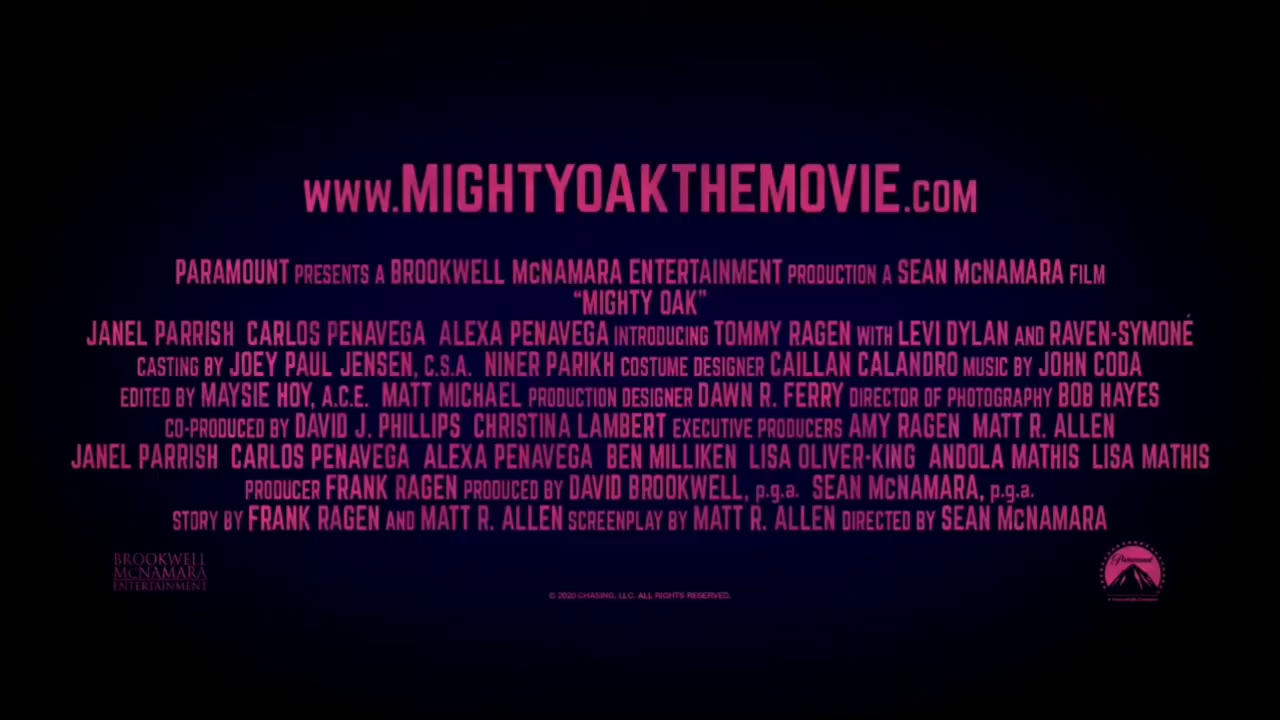 www.MIGHTYOAKTHEMOVIE.COM
PARAMOUNT PRESENTS A BROOKWELL McNAMARA ENTERTAINMENT PRODUCTION A SEAN McNAMARA FILM
“MIGHTY OAK”
JANEL PARRISH CARLOS PENAVEGA ALEXA PENAVEGA INTRODUCING TOMMY RAGEN WITH LEVI DYLAN AND RAVEN-SYMONÉ
CASTING BY JOEY PAUL JENSEN, C.S.A. NINER PARIKH COSTUME DESIGNER CAILLAN CALANDRO MUSIC BY JOHN CODA
EDITED BY MAYSIE HOY, A.C.E. MATT MICHAEL PRODUCTION DESIGNER DAWN R. FERRY DIRECTOR OF PHOTOGRAPHY BOB HAYES
CO-PRODUCED BY DAVID J. PHILLIPS CHRISTINA LAMBERT EXECUTIVE PRODUCERS AMY RAGEN MATT R. ALLEN
JANEL PARRISH CARLOS PENAVEGA ALEXA PENAVEGA BEN MILLIKEN LISA OLIVER-KING ANDOLA MATHIS LISA MATHIS
PRODUCER FRANK RAGEN PRODUCED BY DAVID BROOKWELL, p.g.a. SEAN McNAMARA, p.g.a.
STORY BY FRANK RAGEN AND MATT R. ALLEN SCREENPLAY BY MATT R. ALLEN DIRECTED BY SEAN McNAMARA
BROOKWELL
McNAMARA
ENTERTAINMENT
© 2020 CHASING, LLC. ALL RIGHTS RESERVED.
Paramount